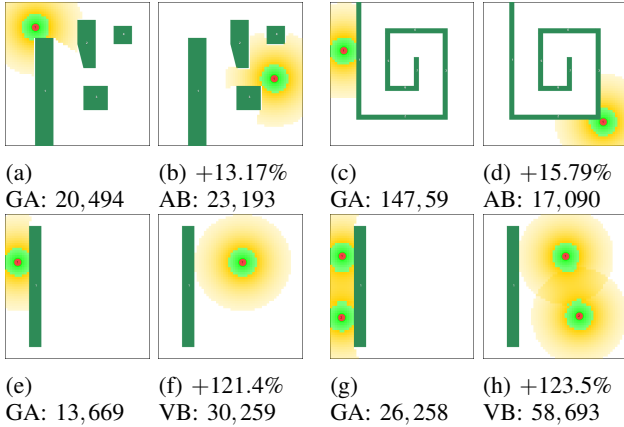 (a) (b) +13.17% (c) (d) +15.79%
GA: 20,494 AB: 23,193 GA: 147,59 AB: 17,090
(e) (f) +121.4% (g) (h) +123.5%
GA: 13,669 VB: 30,259 GA: 26,258 VB: 58,693